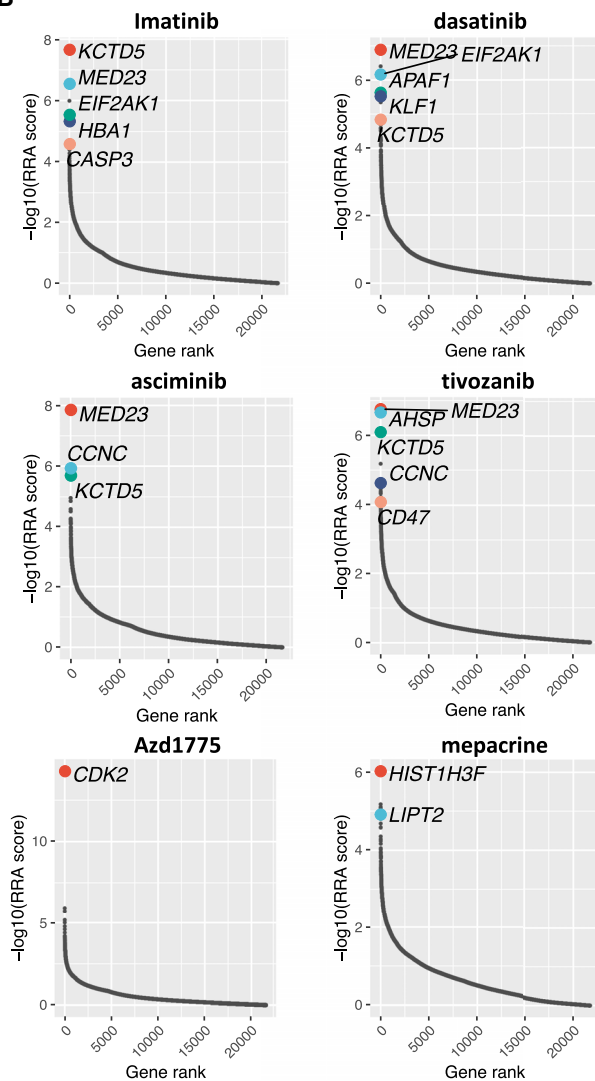 Imatinib
8
KCTD5
MED23
6
EIF2AK1
HBA1
4
CASP3
2
0
−log10(RRA score)
0 5000 10000 15000 20000
Gene rank
dasatinib
MED23
EIF2AK1
6
APAF1
KLF1
KCTD5
4
2
0
−log10(RRA score)
0 5000 10000 15000 20000
Gene rank
asciminib
8
MED23
CCNC
6
KCTD5
4
2
0
−log10(RRA score)
0 5000 10000 15000 20000
Gene rank
tivozanib
MED23
AHSP
6
KCTD5
CCNC
4
CD47
2
0
−log10(RRA score)
0 5000 10000 15000 20000
Gene rank
Azd1775
CDK2
10
5
0
−log10(RRA score)
0 5000 10000 15000 20000
Gene rank
mepacrine
6
HIST1H3F
LIPT2
4
2
0
−log10(RRA score)
0 5000 10000 15000 20000
Gene rank